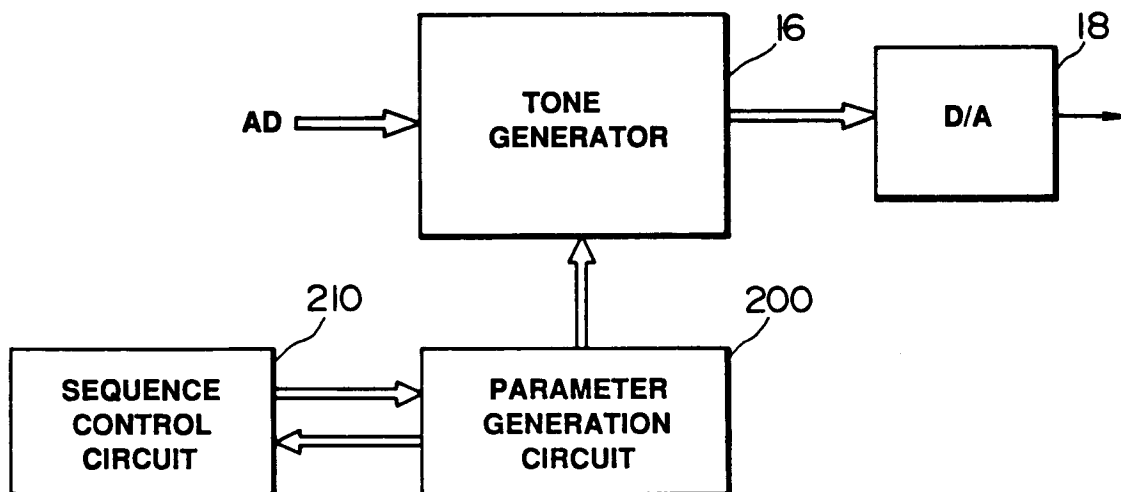 16
18
AD
TONE
GENERATOR
D/A
210
200
SEQUENCE
CONTROL
CIRCUIT
PARAMETER
GENERATION
CIRCUIT